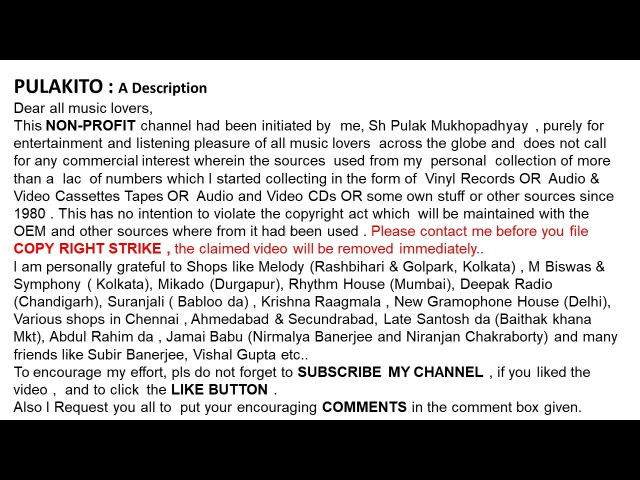 PULAKITO : A Description
Dear all music lovers,
This NON-PROFIT channel had been initiated by me, Sh Pulak Mukhopadhyay , purely for
entertainment and listening pleasure of all music lovers across the globe and does not call
for any commercial interest wherein the sources used from my personal collection of more
than a lac of numbers which I started collecting in the form of Vinyl Records OR Audio &
Video Cassettes Tapes OR Audio and Video CDs OR some own stuff or other sources since
1980 . This has no intention to violate the copyright act which will be maintained with the
OEM and other sources where from it had been used . Please contact me before you file
COPY RIGHT STRIKE , the claimed video will be removed immediately..
I am personally grateful to Shops like Melody (Rashbihari & Golpark, Kolkata) , M Biswas &
Symphony ( Kolkata), Mikado (Durgapur), Rhythm House (Mumbai), Deepak Radio
(Chandigarh), Suranjali ( Babloo da) , Krishna Raagmala , New Gramophone House (Delhi),
Various shops in Chennai , Ahmedabad & Secundrabad, Late Santosh da (Baithak khana
Mkt), Abdul Rahim da , Jamai Babu (Nirmalya Banerjee and Niranjan Chakraborty) and many
friends like Subir Banerjee, Vishal Gupta etc..
To encourage my effort, pls do not forget to SUBSCRIBE MY CHANNEL , if you liked the
video , and to click the LIKE BUTTON .
Also I Request you all to put your encouraging COMMENTS in the comment box given.